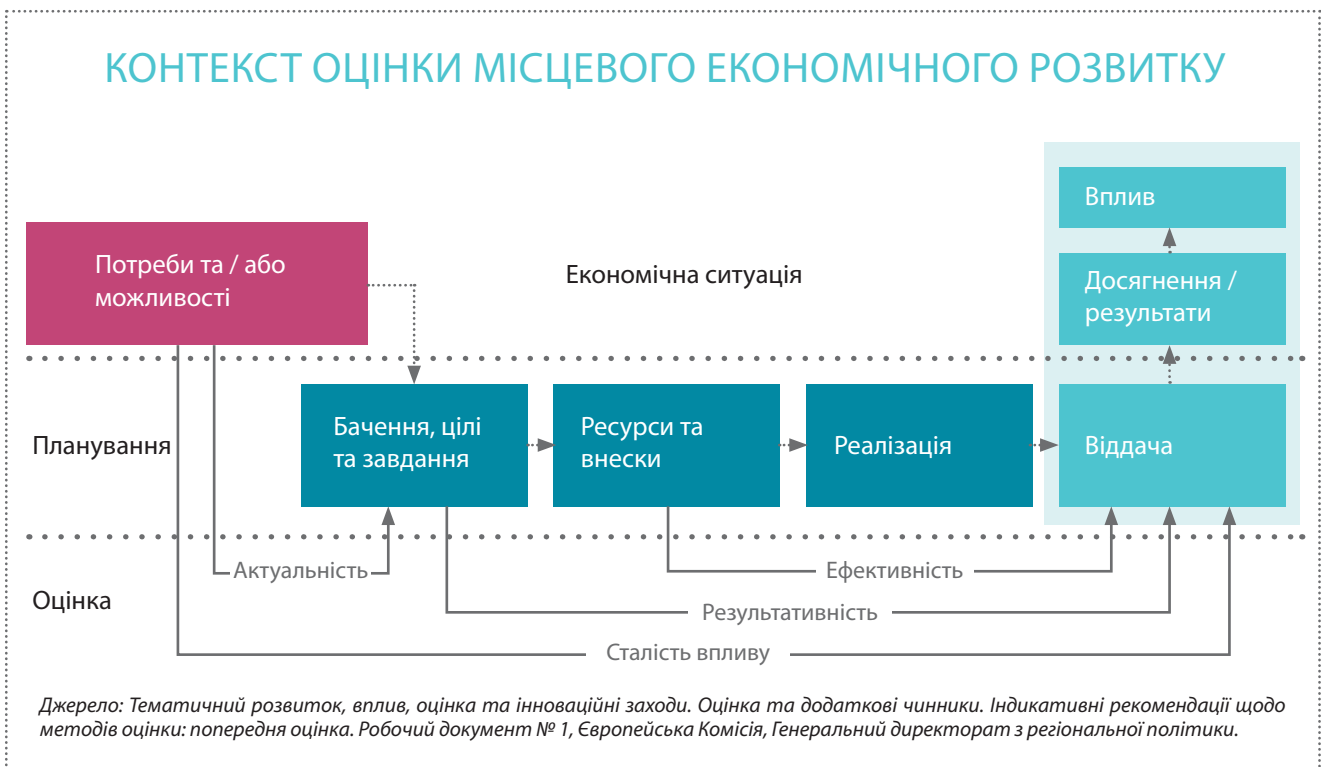 КОНТЕКСТ ОЦІНКИ МІСЦЕВОГО ЕКОНОМІЧНОГО РОЗВИТКУ
Вплив
Потреби та / або
можливості
Економічна ситуація
Досягнення /
результати
Планування
Бачення, цілі
та завдання
Ресурси та
внески
Реалізація
Віддача
Оцінка
Актуальність
Ефективність
Результативність
Сталість впливу
Джерело: Тематичний розвиток, вплив, оцінка та інноваційні заходи. Оцінка та додаткові чинники. Індикативні рекомендації щодо
методів оцінки: попередня оцінка. Робочий документ № 1, Європейська Комісія, Генеральний директорат з регіональної політики.